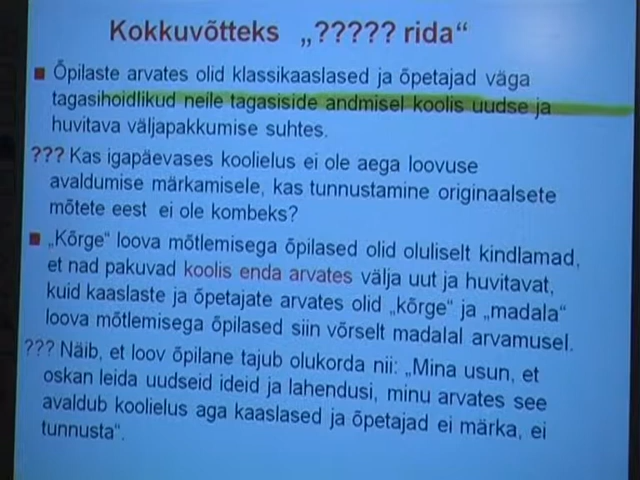 Kokkuvõtteks „????? rida“
■ Õpilaste arvates olid klassikaaslased ja õpetajad väga
tagasihoidlikud neile tagasiside andmisel koolis uudse ja
huvitava väljapakkumise suhtes.
??? Kas igapäevases koolielus ei ole aega loovuse
avaldumise märkamisele, kas tunnustamine originaalsete
mõtete eest ei ole kombeks?
■ „Kõrge“ loova mõtlemisega õpilased olid oluliselt kindlamad,
et nad pakuvad koolis enda arvates välja uut ja huvitavat,
kuid kaaslaste ja õpetajate arvates olid „kõrge“ ja „madala“
loova mõtlemisega õpilased siin võrselt madalal arvamusel.
??? Näib, et loov õpilane tajub olukorda nii: „Mina usun, et
oskan leida uudseid ideid ja lahendusi, minu arvates see
avaldub koolielus aga kaaslased ja õpetajad ei märka, ei
tunnusta“.